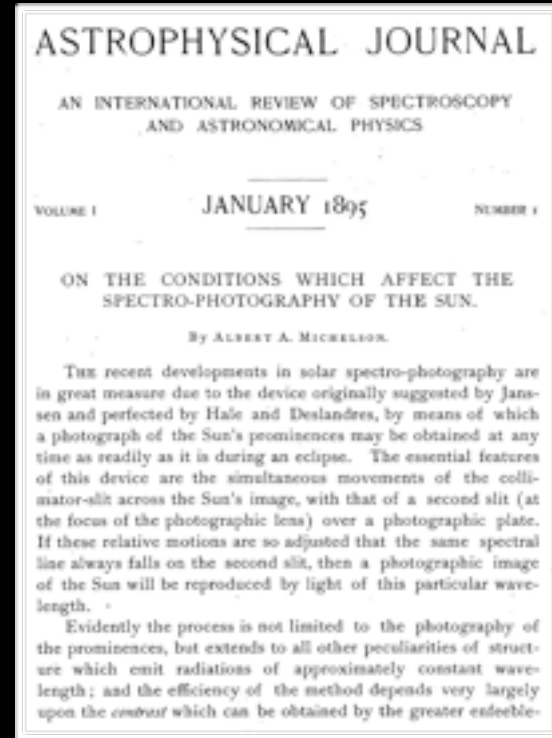 ASTROPHYSICAL JOURNAL
AN INTERNATIONAL REVIEW OF SPECTROSCOPY
AND ASTRONOMICAL PHYSICS
VOLUME I JANUARY 1895 NUMBER 1
ON THE CONDITIONS WHICH AFFECT THE
SPECTRO-PHOTOGRAPHY OF THE SUN.
By ALBERT A. MICHELSON.
THE recent developments in solar spectro-photography are
in great measure due to the device originally suggested by Jans-
sen and perfected by Hale and Deslandres, by means of which
a photograph of the Sun's prominences may be obtained at any
time as readily as it is during an eclipse. The essential features
of this device are the simultaneous movements of the colli-
mator-slit across the Sun's image, with that of a second slit (at
the focus of the photographic lens) over a photographic plate.
If these relative motions are so adjusted that the same spectral
line always falls on the second slit, then a photographic image
of the Sun will be reproduced by light of this particular wave-
length.
Evidently the process is not limited to the photography of
the prominences, but extends to all other peculiarities of struct-
ure which emit radiations of approximately constant wave-
length; and the efficiency of the method depends very largely
upon the contrast which can be obtained by the greater enfeeble-